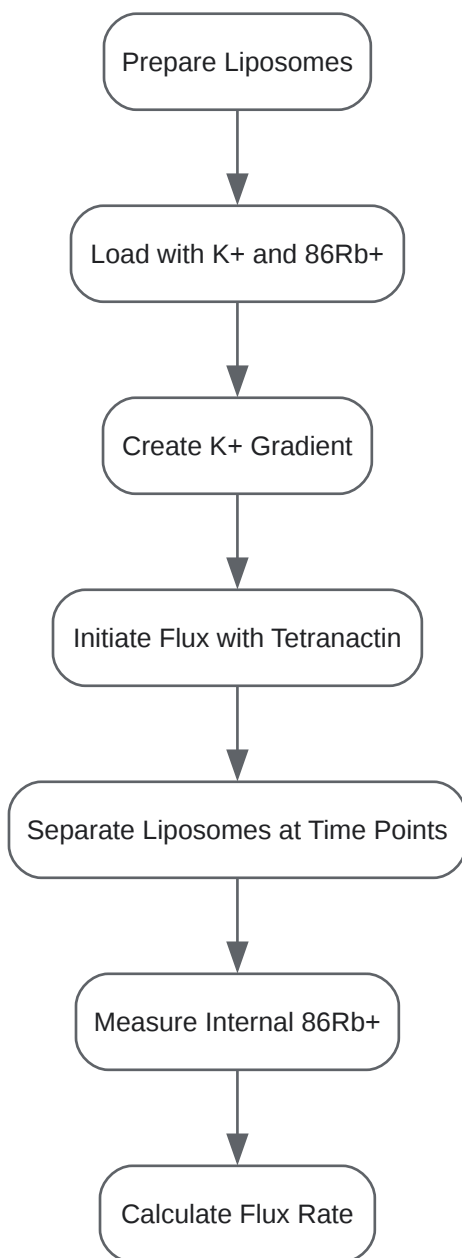 Prepare Liposomes
Load with K+ and 86Rb+
Create K+ Gradient
Initiate Flux with Tetranactin
Separate Liposomes at Time Points
Measure Internal 86Rb+
Calculate Flux Rate